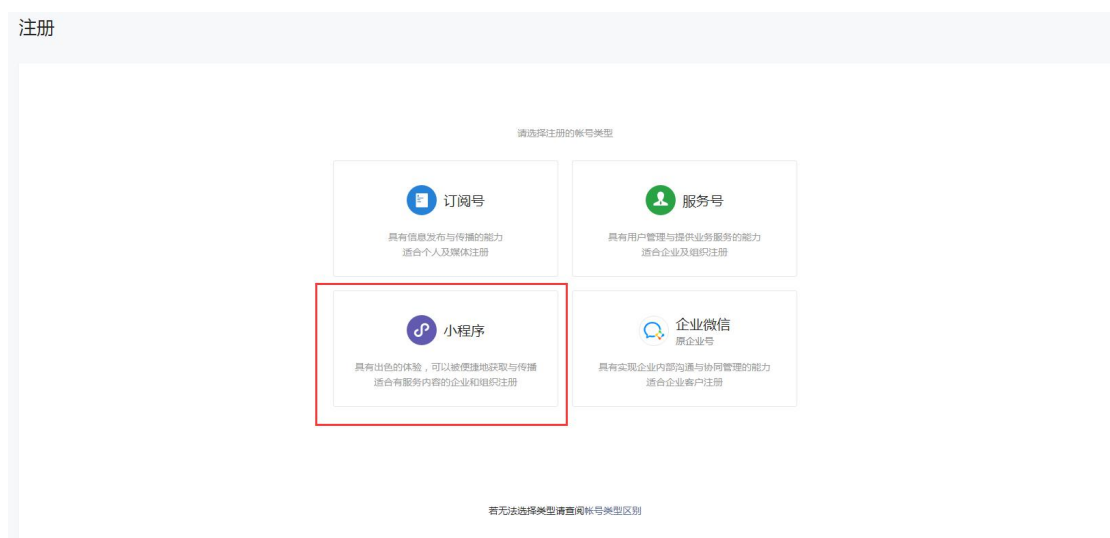 注册
请选择注册的帐号类型
订阅号
具有信息发布与传播的能力
适合个人及媒体注册
服务号
具有用户管理与提供业务服务的能力
适合企业及组织注册
小程序
具有出色的体验，可以被便捷地获取与传播
适合有服务内容的企业和组织注册
企业微信
原企业号
具有实现企业内部沟通与协同管理的能力
适合企业客户注册
若无法选择类型请查阅帐号类型区别